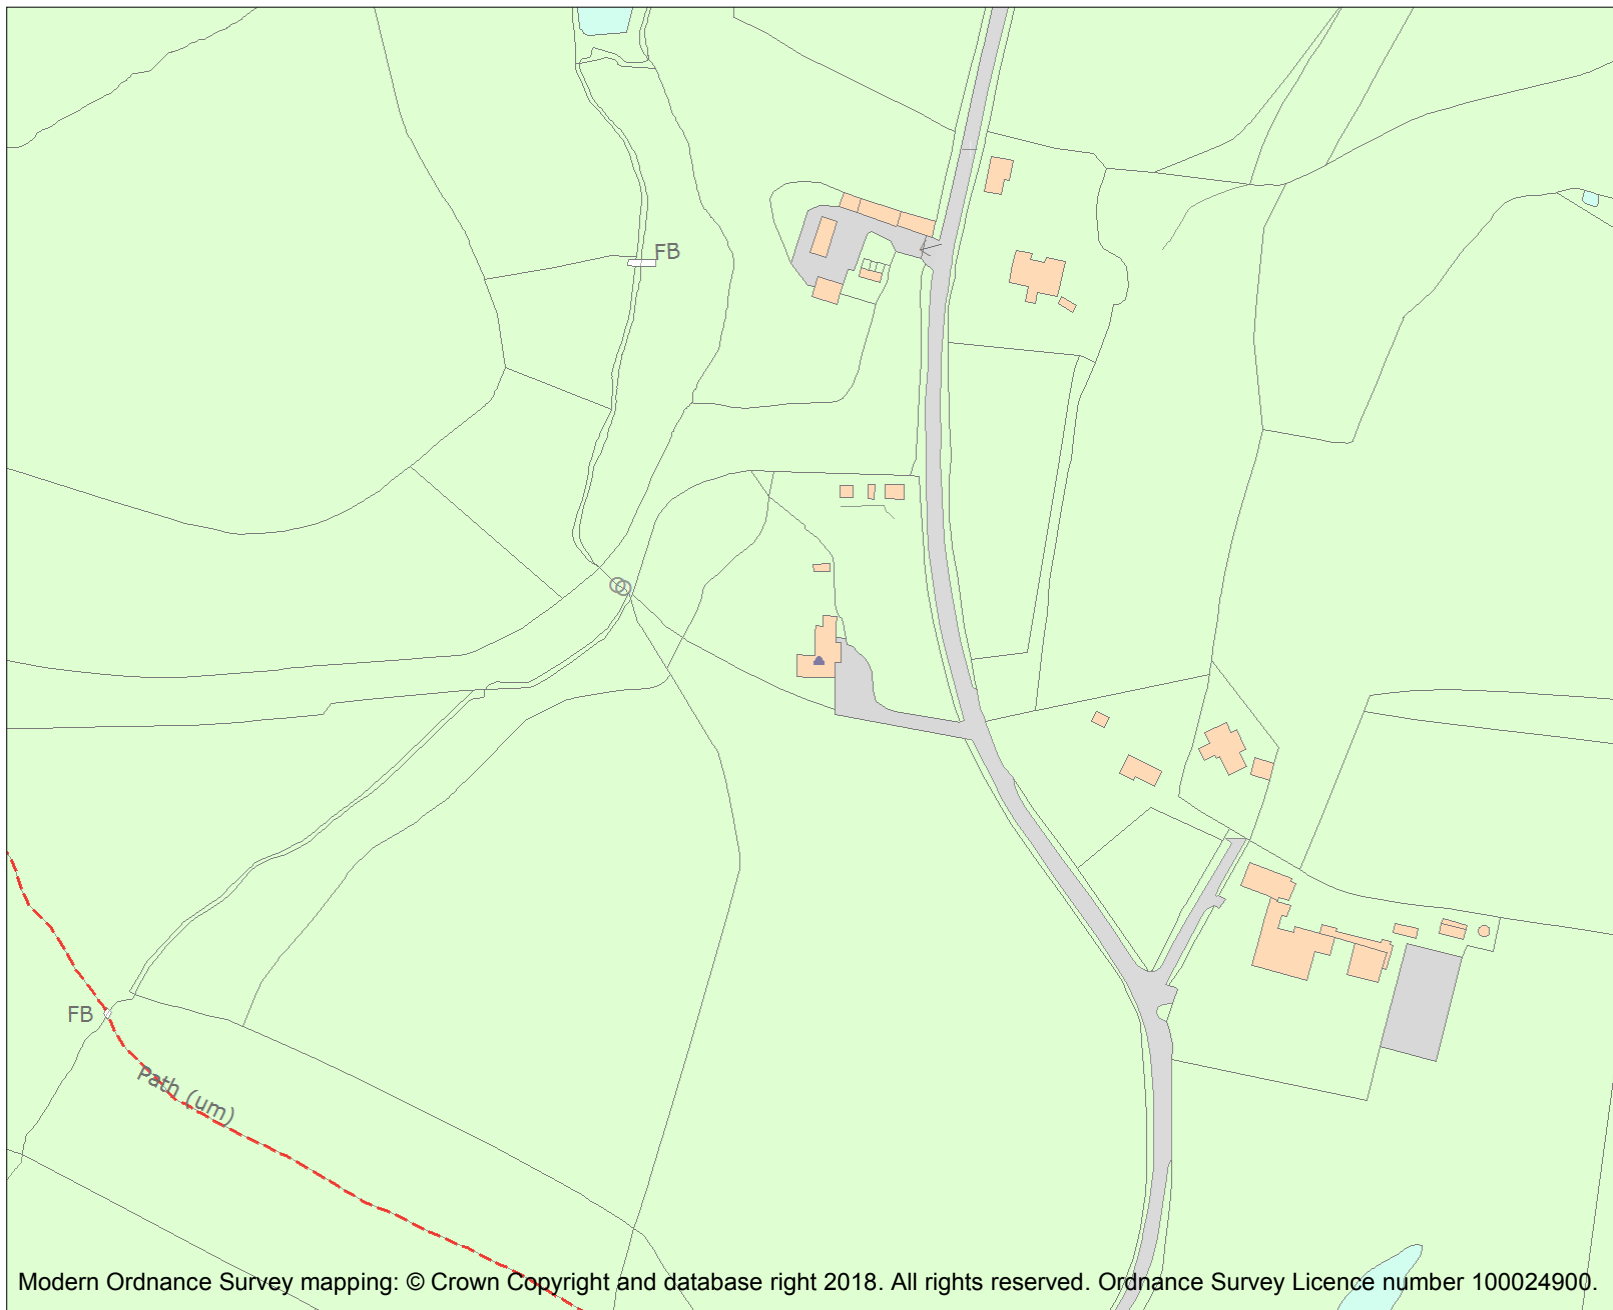 FB
FB
Path (um)
Modern Ordnance Survey mapping: © Crown Copyright and database right 2018. All rights reserved. Ordnance Survey Licence number 100024900.